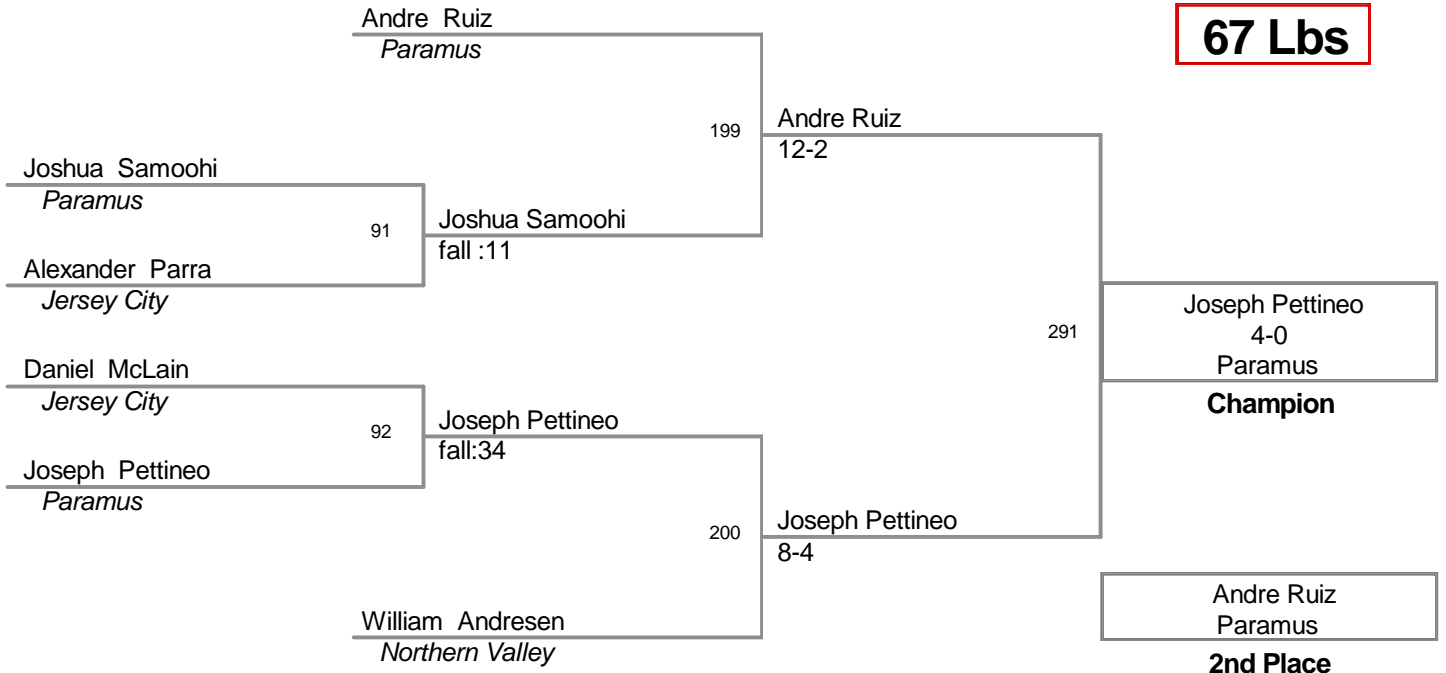 Andre Ruiz
Paramus
67 Lbs
199
Andre Ruiz
12-2
Joshua Samoohi
Paramus
91
Joshua Samoohi
fall :11
Alexander Parra
Jersey City
291
Joseph Pettineo
4-0
Paramus
Champion
Daniel McLain
Jersey City
92
Joseph Pettineo
fall:34
Joseph Pettineo
Paramus
200
Joseph Pettineo
8-4
William Andresen
Northern Valley
Andre Ruiz
Paramus
2nd Place